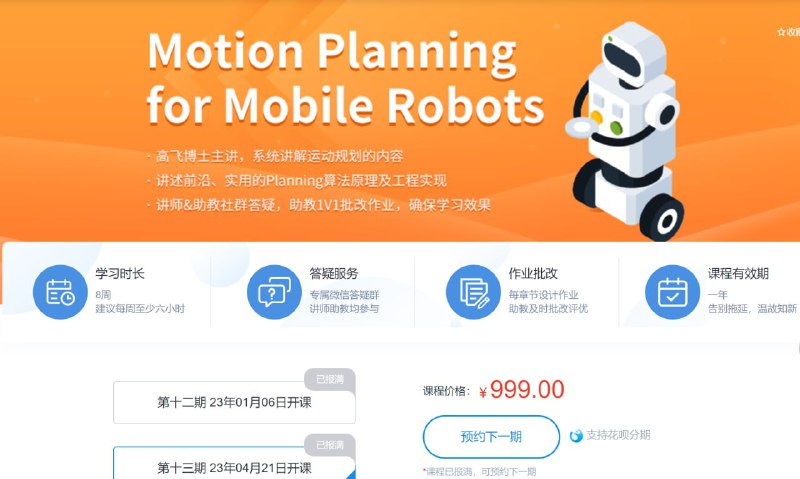 Motion Planning
for Mobile Robots
☆收藏
· 高飞博士主讲，系统讲解运动规划的内容
· 讲述前沿、实用的Planning算法原理及工程实现
· 讲师&助教社群答疑，助教1V1批改作业，确保学习效果
学习时长
8周
建议每周至少六小时
答疑服务
专属微信答疑群
讲师助教均参与
作业批改
每章节设计作业
助教及时批改评优
课程有效期
一年
告别拖延，温故知新
已报满
第十二期 23年01月06日开课
已报满
第十三期 23年04月21日开课
课程价格：￥999.00
预约下一期
支持花呗分期
*课程已报满，可预约下一期